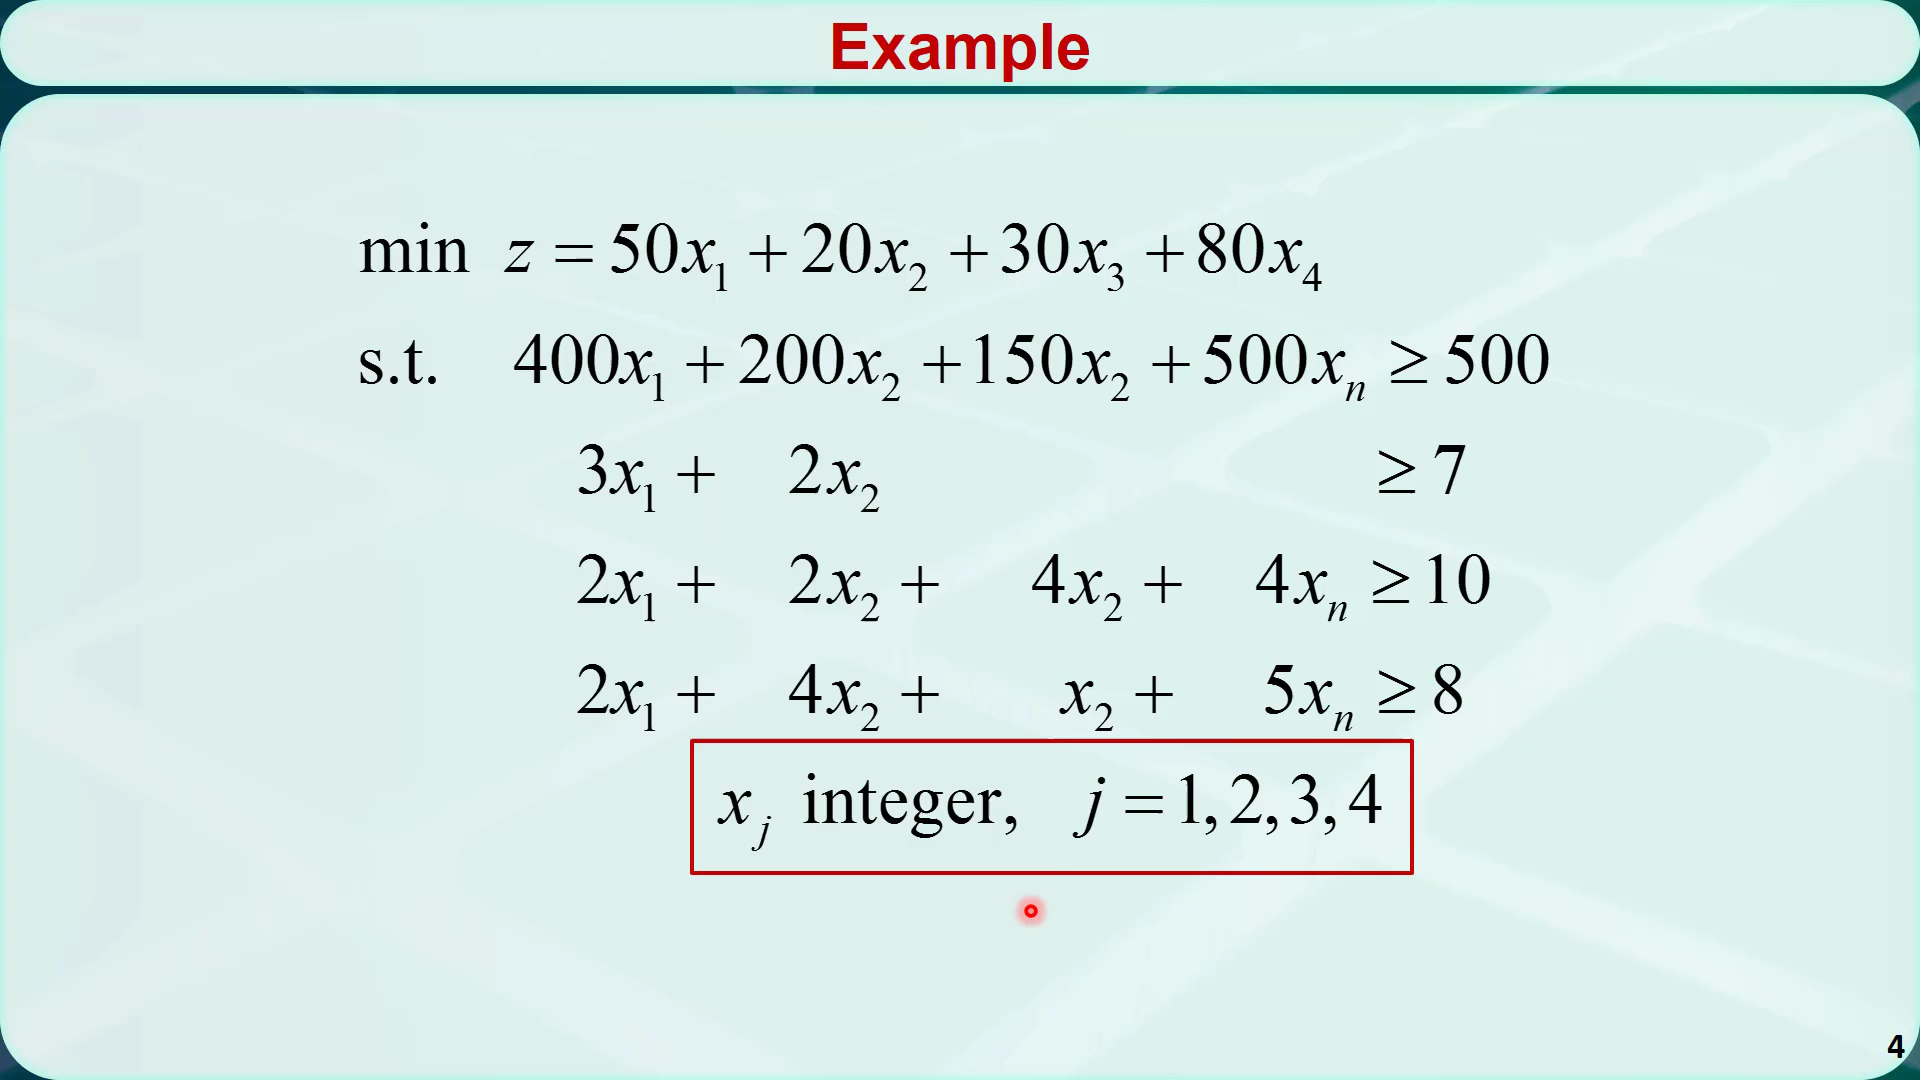 Example
min z = 50x₁ + 20x₂ + 30x₃ + 80x₄
s.t. 400x₁ + 200x₂ + 150x₂ + 500xₙ ≥ 500
3x₁ + 2x₂ ≥ 7
2x₁ + 2x₂ + 4x₂ + 4xₙ ≥ 10
2x₁ + 4x₂ + x₂ + 5xₙ ≥ 8
xⱼ integer, j = 1, 2, 3, 4
4